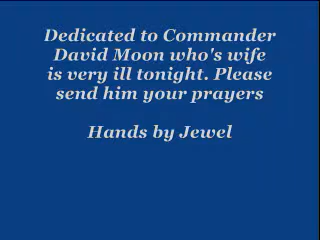 Dedicated to Commander
David Moon who's wife
is very ill tonight. Please
send him your prayers
Hands by Jewel